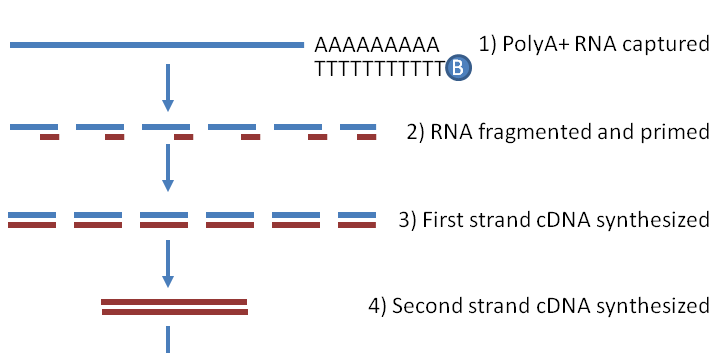 AAAAAAAAA
1) PolyA+ RNA captured
TTTTTTTTTTT B
2) RNA fragmented and primed
3) First strand cDNA synthesized
4) Second strand cDNA synthesized